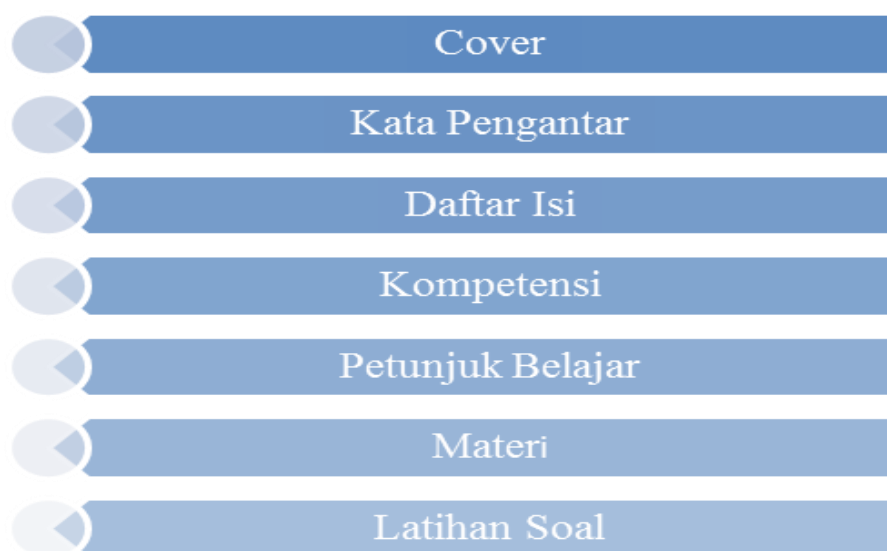 Cover
Kata Pengantar
Daftar Isi
Kompetensi
Petunjuk Belajar
Materi
Latihan Soal